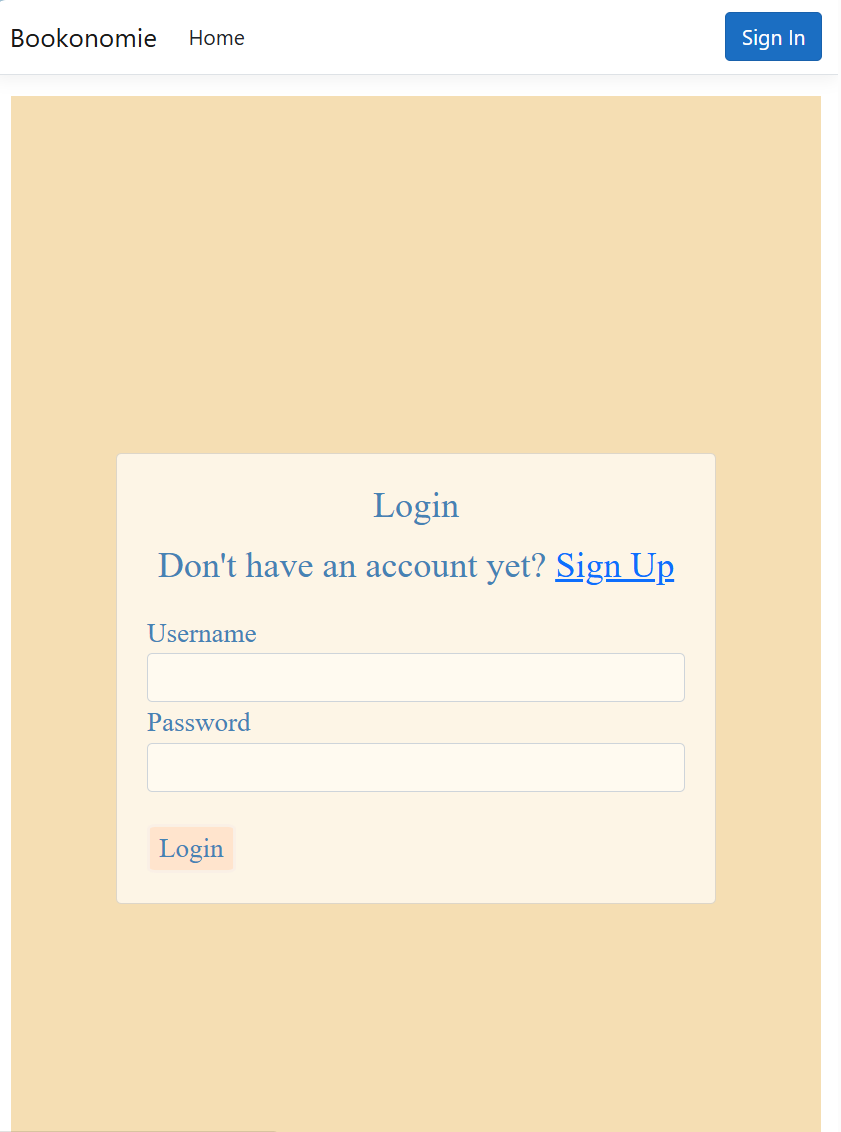 Bookonomie Home Sign In
Login
Don't have an account yet? Sign Up
Username
Password
Login